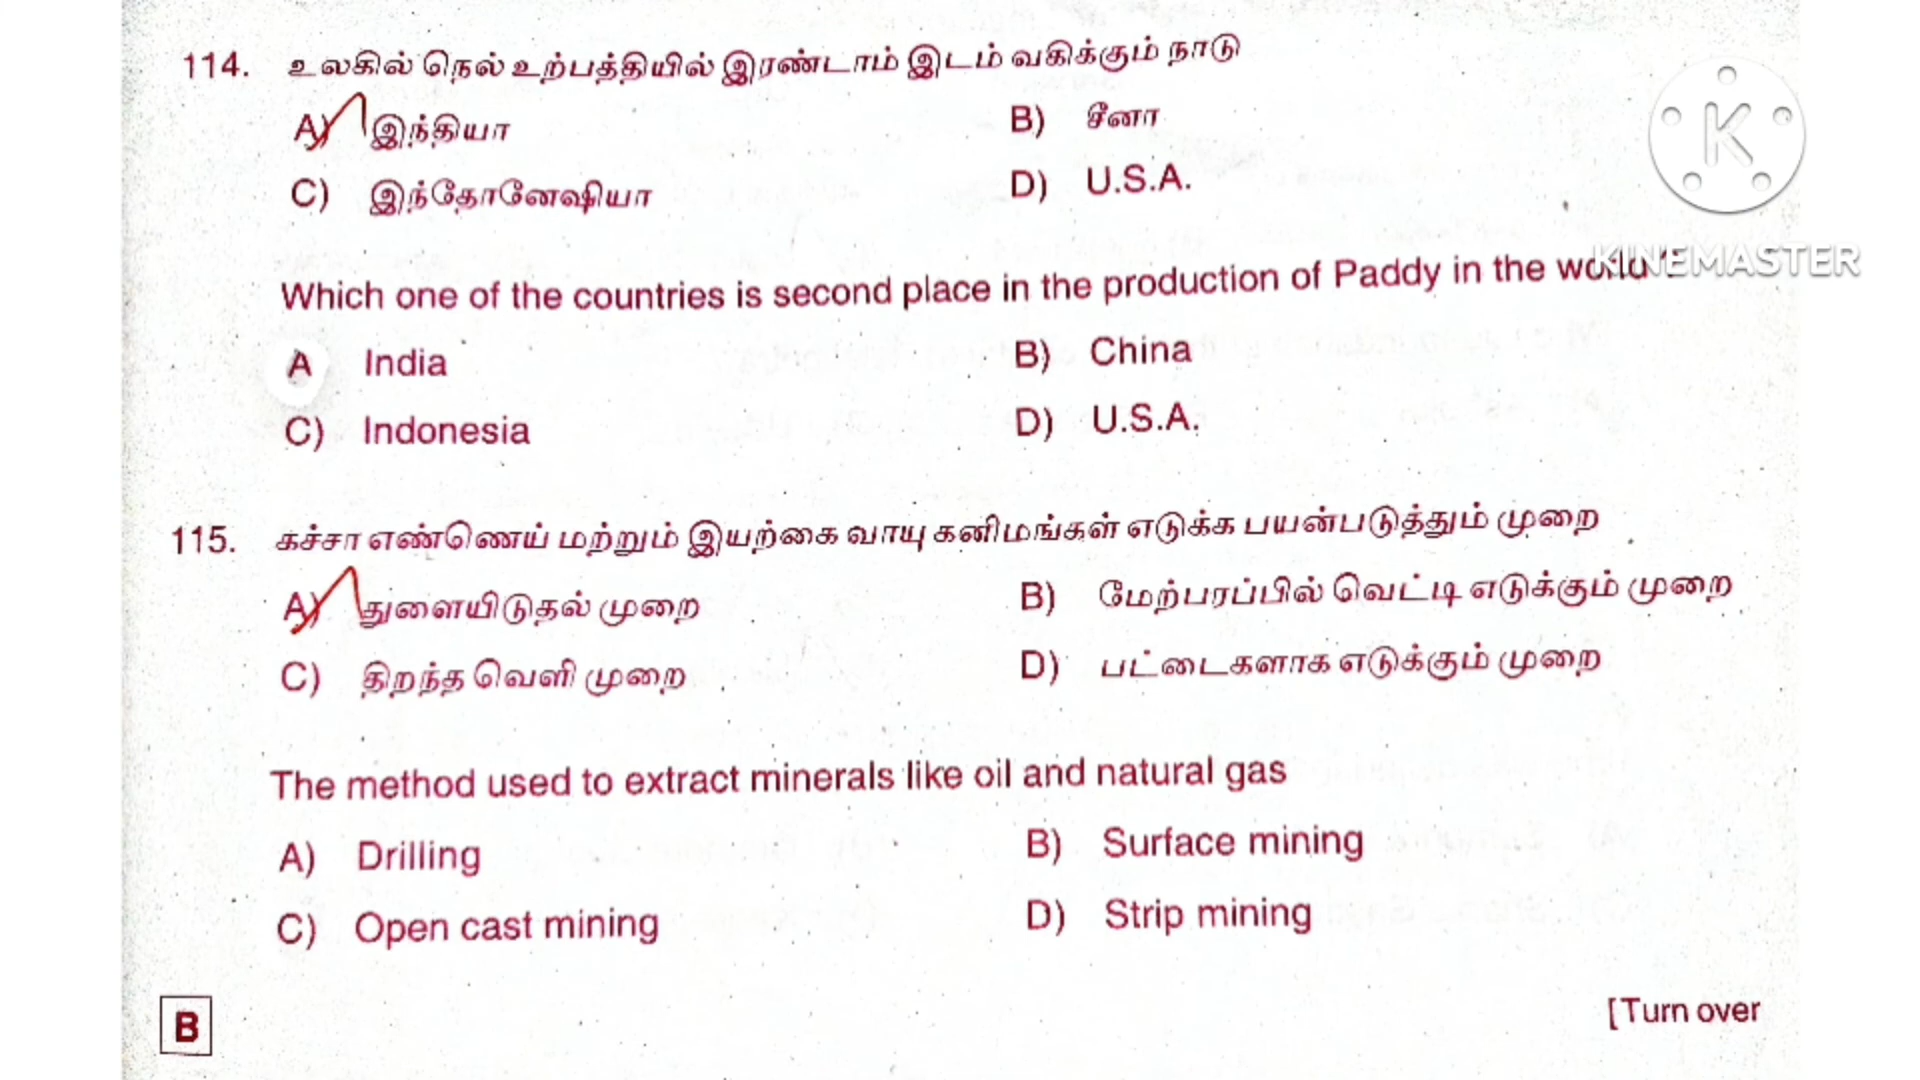 114. உலகில் நெல் உற்பத்தியில் இரண்டாம் இடம் வகிக்கும் நாடு
A) இந்தியா B) சீனா
C) இந்தோனேஷியா D) U.S.A.
K
KINEMASTER
Which one of the countries is second place in the production of Paddy in the world
A India B) China
C) Indonesia D) U.S.A.
115. கச்சா எண்ணெய் மற்றும் இயற்கை வாயு கனிமங்கள் எடுக்க பயன்படுத்தும் முறை
A) துளையிடுதல் முறை B) மேற்பரப்பில் வெட்டி எடுக்கும் முறை
C) திறந்த வெளி முறை D) பட்டைகளாக எடுக்கும் முறை
The method used to extract minerals like oil and natural gas
A) Drilling B) Surface mining
C) Open cast mining D) Strip mining
B [Turn over